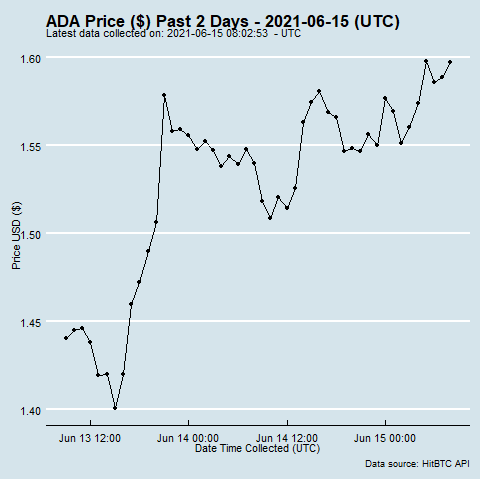 ADA Price ($) Past 2 Days - 2021-06-15 (UTC)
Latest data collected on: 2021-06-15 08:02:53  - UTC
1.60
1.55
1.50
1.45
1.40
Price USD ($)
Jun 13 12:00 Jun 14 00:00 Jun 14 12:00 Jun 15 00:00
Date Time Collected (UTC)
Data source: HitBTC API